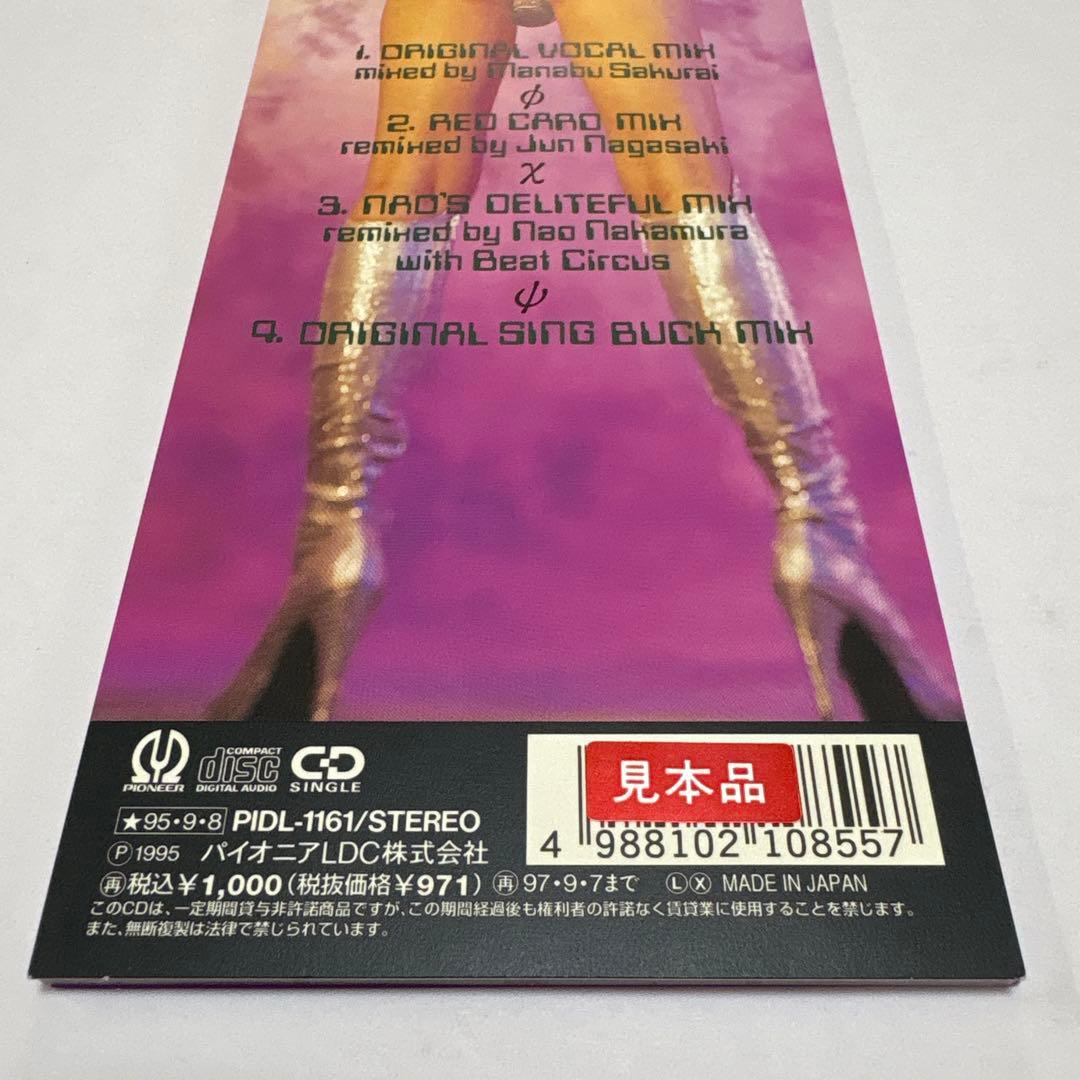 1. ORIGINAL VOCAL MIX
mixed by Manabu Sakurai
φ
2. RED CARD MIX
remixed by Jun Nagasaki
χ
3. NAO'S DELITEFUL MIX
remixed by Nao Nakamura
with Beat Circus
ψ
4. ORIGINAL SING BUCK MIX
PIONEER
COMPACT
disc
DIGITAL AUDIO
CD
SINGLE
見本品
4 988102 108557
★95・9・8 PIDL-1161/STEREO
Ⓟ1995 パイオニアLDC株式会社
㊢税込¥1,000(税抜価格¥971) 再 97・9・7まで ⓁⓍ MADE IN JAPAN
このCDは、一定期間貸与非許諾商品ですが、この期間経過後も権利者の許諾なく賃貸業に使用することを禁じます。
また、無断複製は法律で禁じられています。